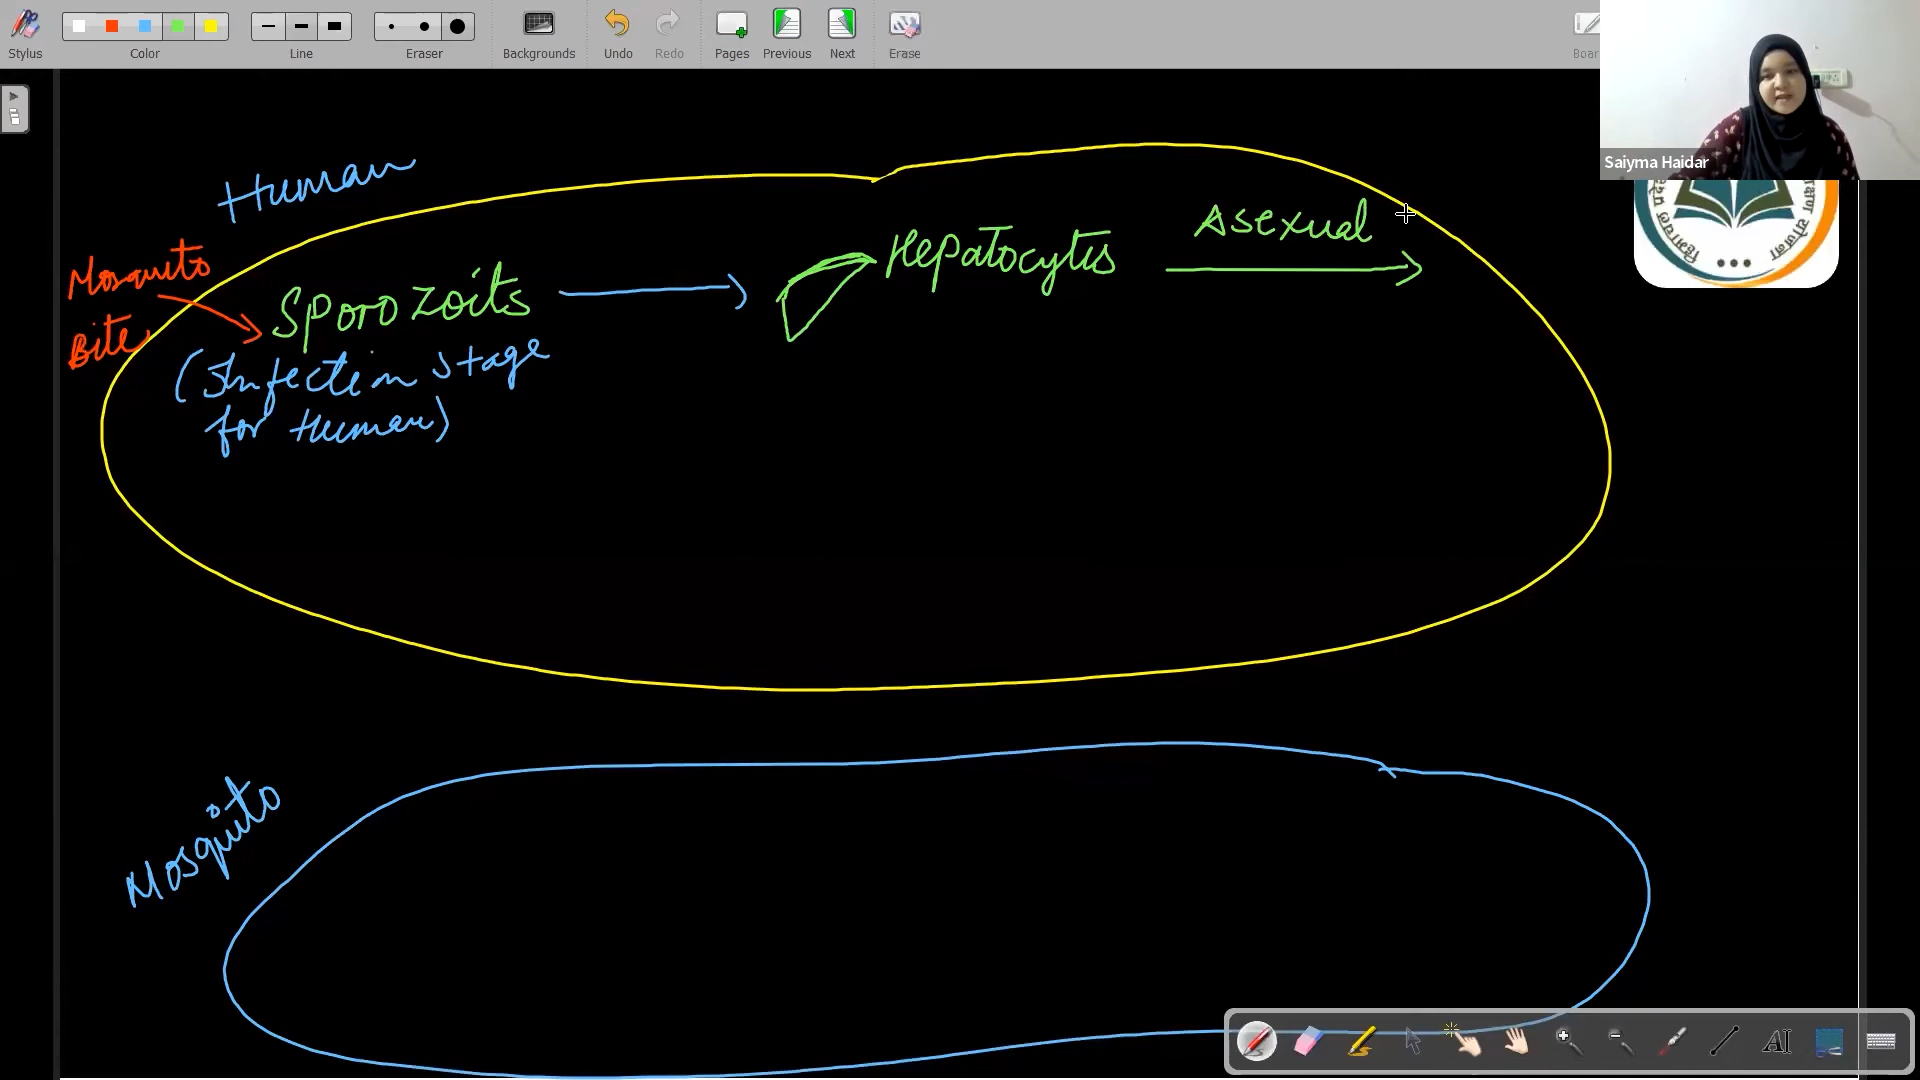 Stylus
Color
Line
Eraser
Backgrounds
Undo
Redo
Pages
Previous
Next
Erase
Saiyma Haidar
Human
Mosquito
Bite
Sporozoits
Hepatocytes
Asexual
(Infection stage
for Human)
Mosquito
AI